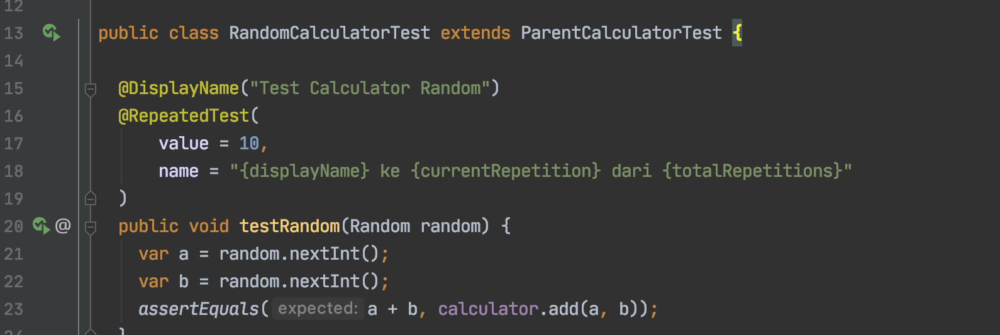 12
13 public class RandomCalculatorTest extends ParentCalculatorTest {
14
15 @DisplayName("Test Calculator Random")
16 @RepeatedTest(
17 value = 10,
18 name = "{displayName} ke {currentRepetition} dari {totalRepetitions}"
19 )
20 @ public void testRandom(Random random) {
21 var a = random.nextInt();
22 var b = random.nextInt();
23 assertEquals( expected: a + b, calculator.add(a, b));
24 }